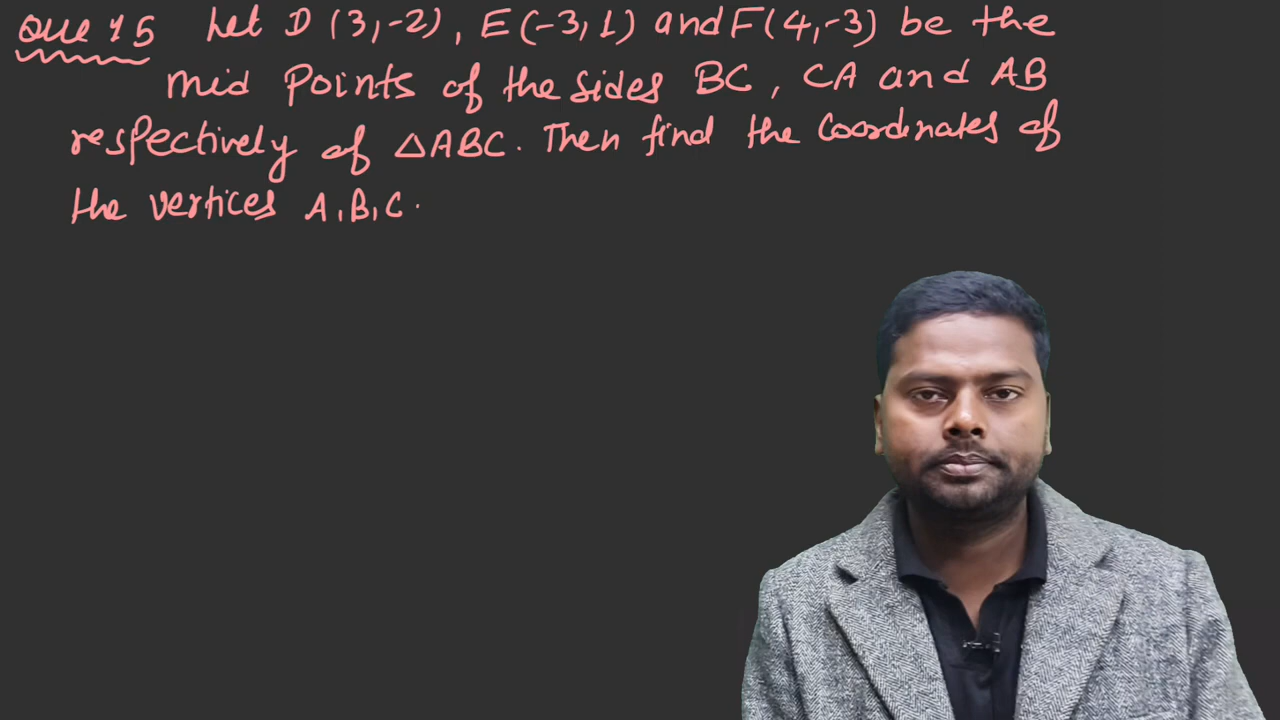 Que 15 Let D (3,-2), E(-3,1) and F(4,-3) be the
mid points of the sides BC, CA and AB
respectively of △ABC. Then find the Coordinates of
the vertices A,B,C.